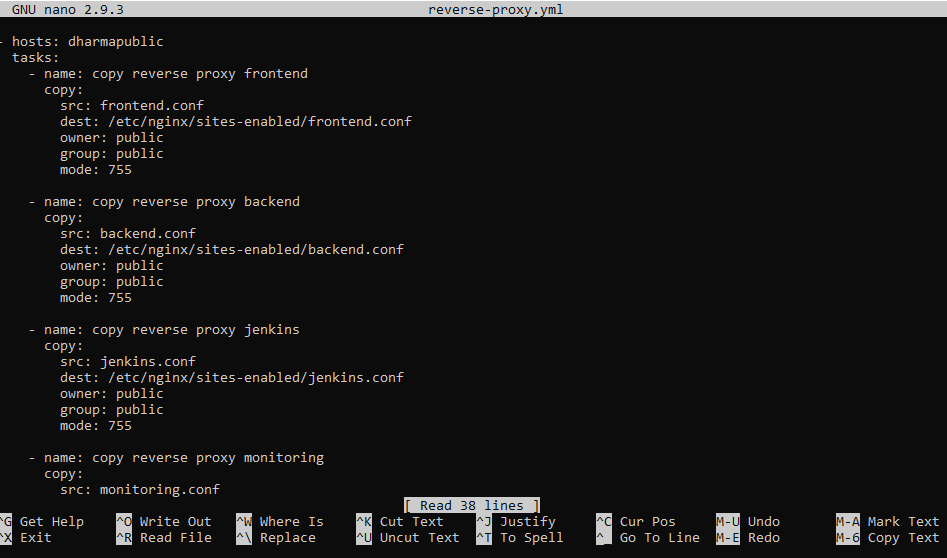 GNU nano 2.9.3 reverse-proxy.yml
- hosts: dharmapublic
  tasks:
    - name: copy reverse proxy frontend
      copy:
        src: frontend.conf
        dest: /etc/nginx/sites-enabled/frontend.conf
        owner: public
        group: public
        mode: 755

    - name: copy reverse proxy backend
      copy:
        src: backend.conf
        dest: /etc/nginx/sites-enabled/backend.conf
        owner: public
        group: public
        mode: 755

    - name: copy reverse proxy jenkins
      copy:
        src: jenkins.conf
        dest: /etc/nginx/sites-enabled/jenkins.conf
        owner: public
        group: public
        mode: 755

    - name: copy reverse proxy monitoring
      copy:
        src: monitoring.conf
[ Read 38 lines ]
^G Get Help ^O Write Out ^W Where Is ^K Cut Text ^J Justify ^C Cur Pos M-U Undo M-A Mark Text
^X Exit ^R Read File ^\ Replace ^U Uncut Text ^T To Spell ^_ Go To Line M-E Redo M-6 Copy Text